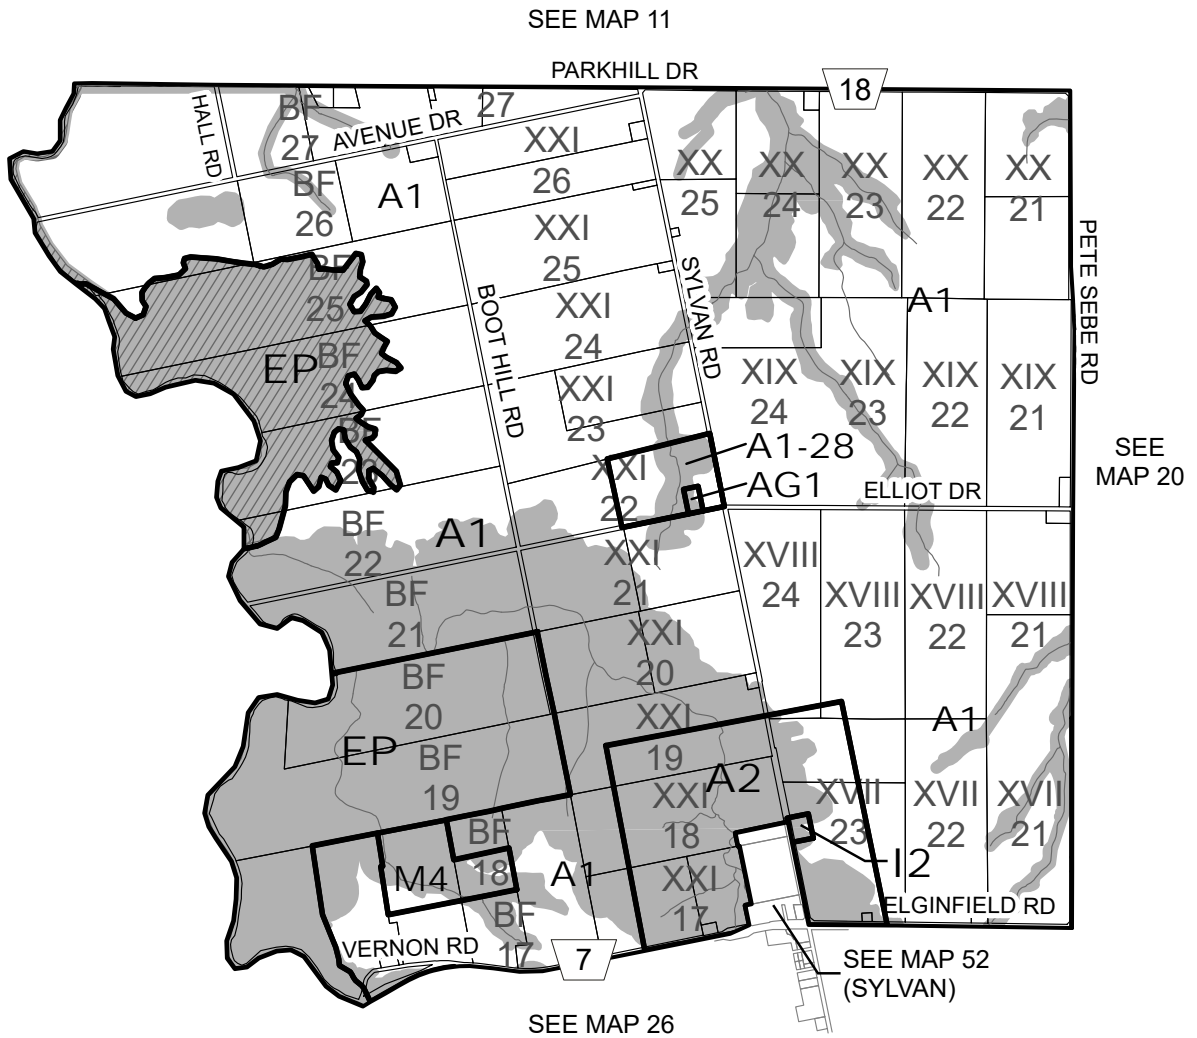 SEE MAP 11
PARKHILL DR
18
HALL RD
BF
27
AVENUE DR
27
XXI
26
BF
26
A1
XX
25
XX
24
XX
23
XX
22
XX
21
XXI
25
BF
25
SYLVAN RD
PETE SEBE RD
BOOT HILL RD
XXI
24
A1
EP
BF
24
XXI
23
XIX
24
XIX
23
XIX
22
XIX
21
BF
23
A1-28
SEE
MAP 20
XXI
22
AG1
ELLIOT DR
BF
22
A1
XXI
21
XVIII
24
BF
21
XVIII
23
XVIII
22
XVIII
21
XXI
20
BF
20
XXI
19
A1
EP
BF
19
A2
XXI
18
XVII
23
XVII
22
XVII
21
BF
18
M4
A1
XXI
17
I2
BF
17
ELGINFIELD RD
VERNON RD
7
SEE MAP 52
(SYLVAN)
SEE MAP 26